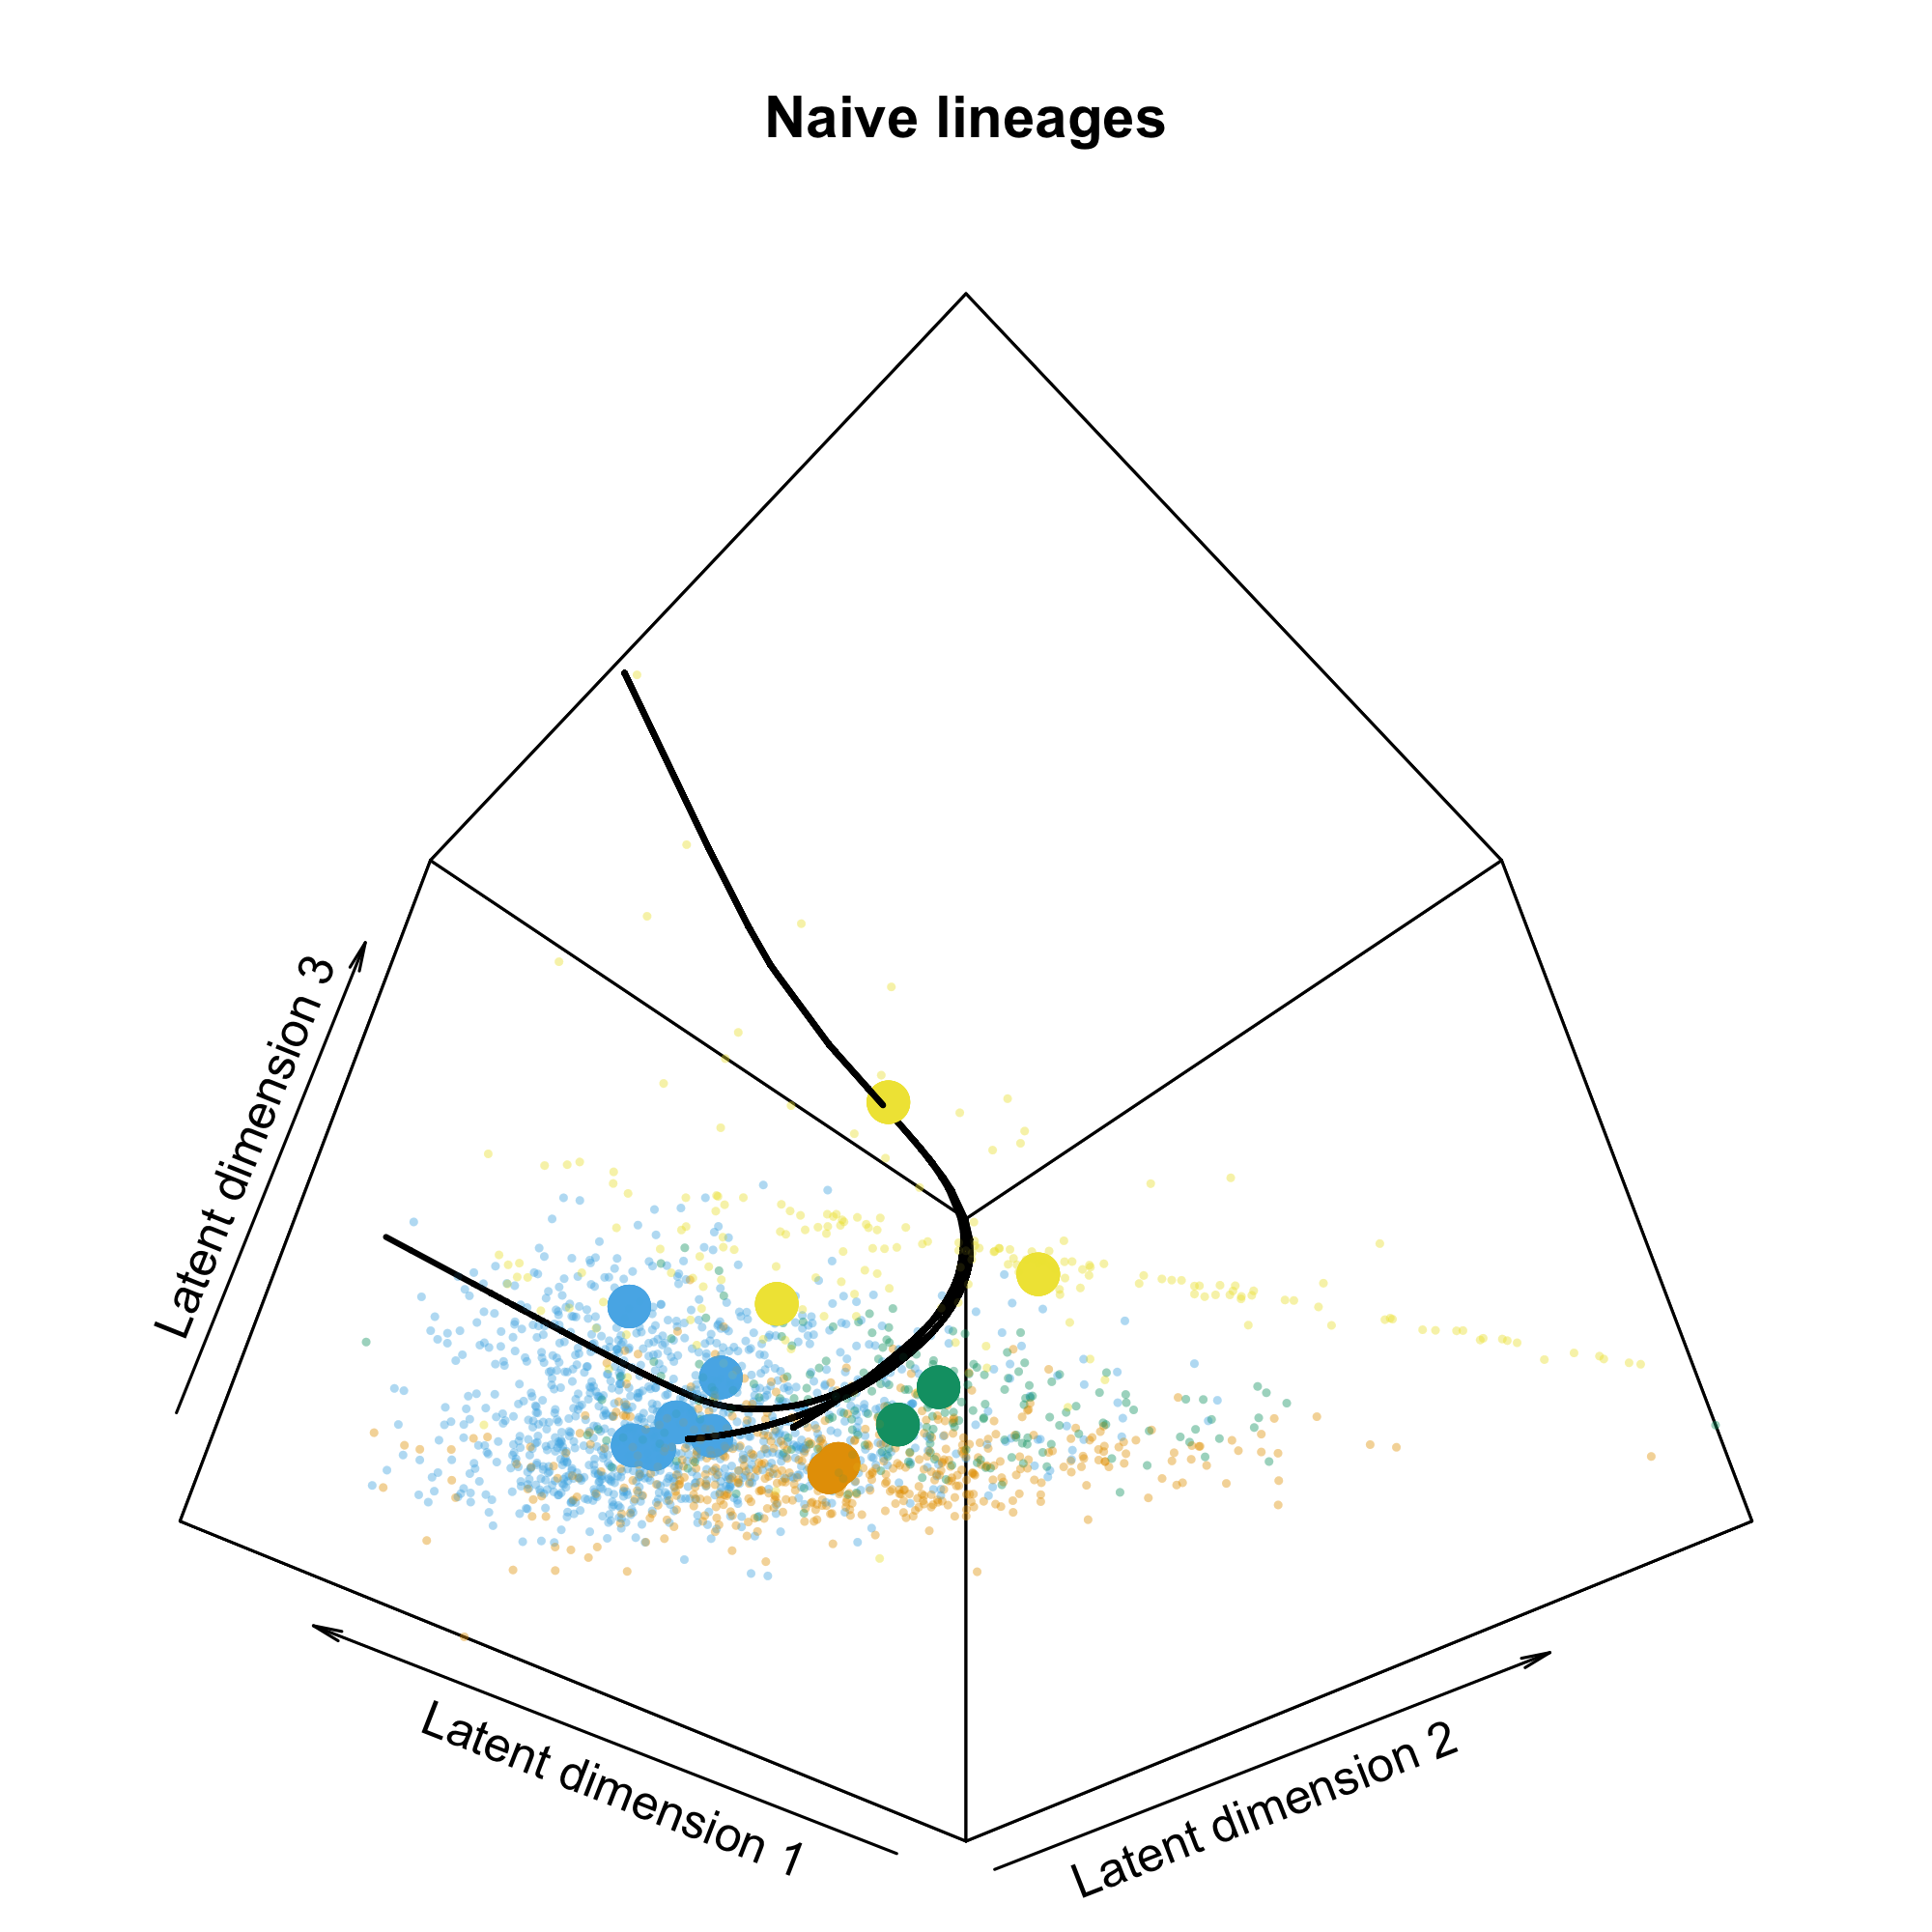 Naive lineages
Latent dimension 3
Latent dimension 1
Latent dimension 2